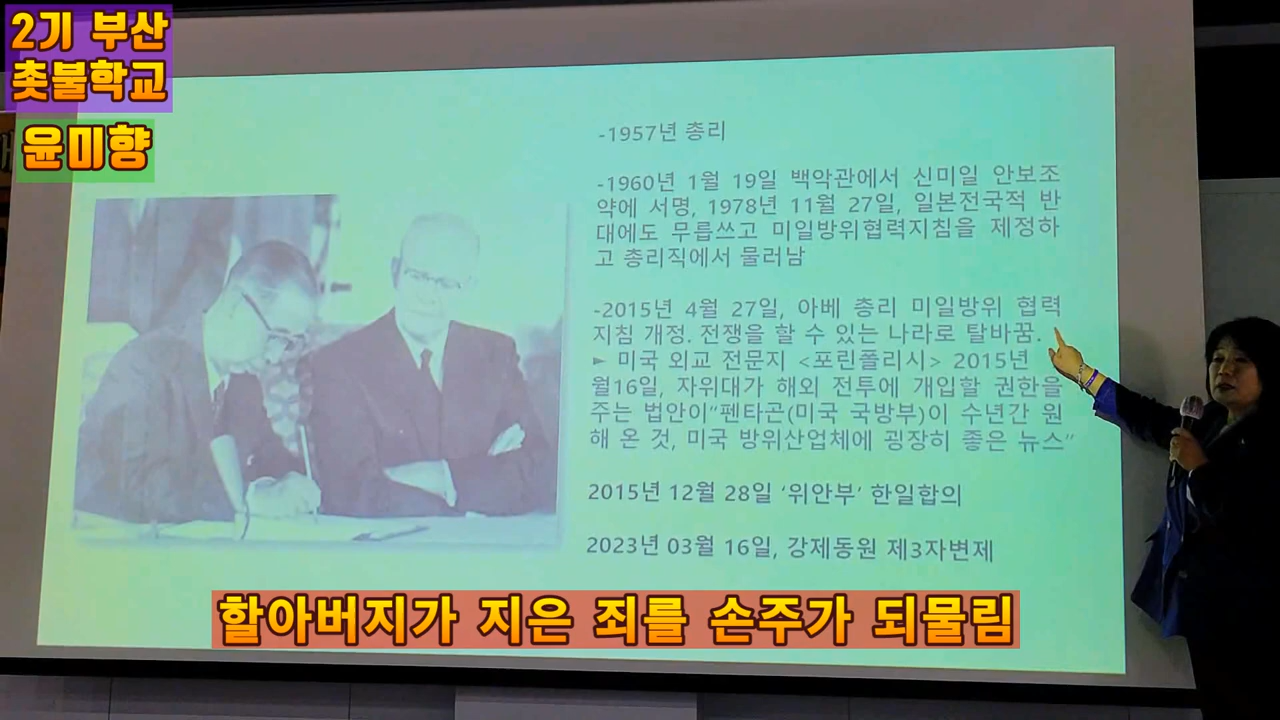 2기 부산
촛불학교
윤미향
-1957년 총리
-1960년 1월 19일 백악관에서 신미일 안보조
약에 서명, 1978년 11월 27일, 일본전국적 반
대에도 무릅쓰고 미일방위협력지침을 제정하
고 총리직에서 물러남
-2015년 4월 27일, 아베 총리 미일방위 협력
지침 개정. 전쟁을 할 수 있는 나라로 탈바꿈.
► 미국 외교 전문지 <포린폴리시> 2015년
월16일, 자위대가 해외 전투에 개입할 권한을
주는 법안이"펜타곤(미국 국방부)이 수년간 원
해 온 것, 미국 방위산업체에 굉장히 좋은 뉴스"
2015년 12월 28일 '위안부' 한일합의
2023년 03월 16일, 강제동원 제3자변제
할아버지가 지은 죄를 손주가 되물림